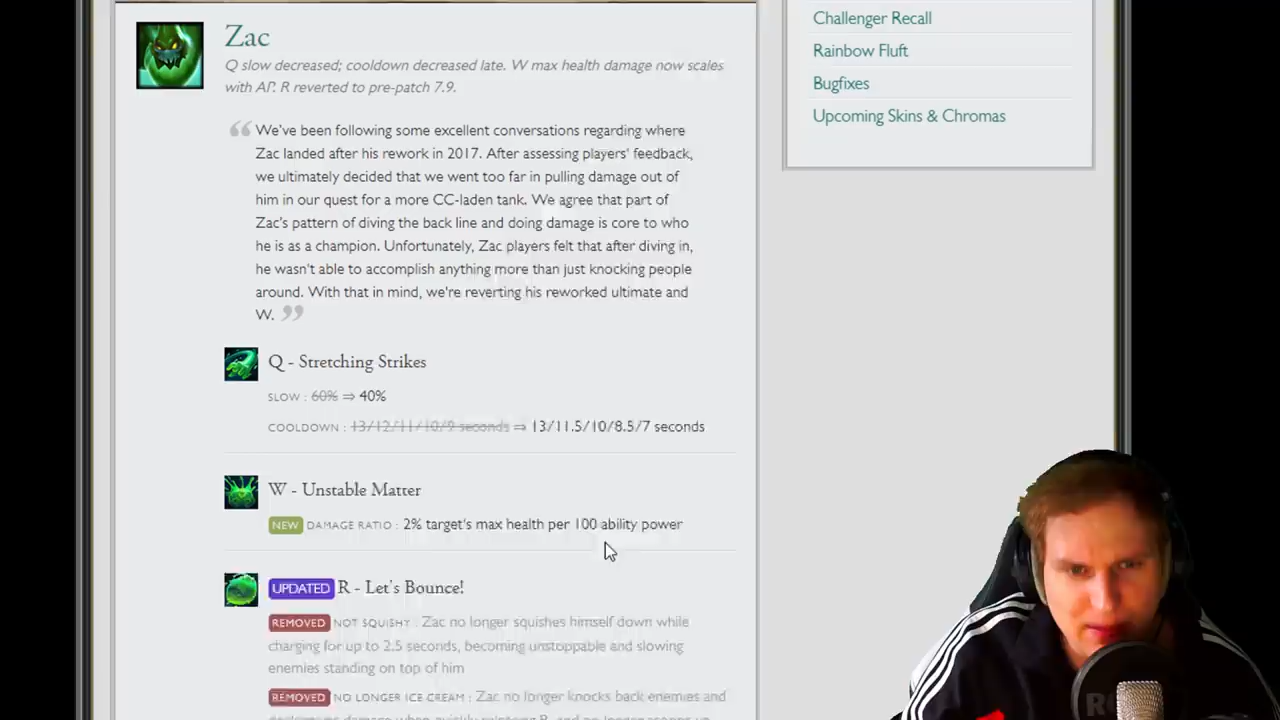 Challenger Recall
Rainbow Fluft
Bugfixes
Upcoming Skins & Chromas
Zac
Q slow decreased; cooldown decreased late. W max health damage now scales
with AP. R reverted to pre-patch 7.9.
“ We've been following some excellent conversations regarding where
Zac landed after his rework in 2017. After assessing players' feedback,
we ultimately decided that we went too far in pulling damage out of
him in our quest for a more CC-laden tank. We agree that part of
Zac's pattern of diving the back line and doing damage is core to who
he is as a champion. Unfortunately, Zac players felt that after diving in,
he wasn't able to accomplish anything more than just knocking people
around. With that in mind, we're reverting his reworked ultimate and
W. ”
Q - Stretching Strikes
SLOW : 60% ⇒ 40%
COOLDOWN : 13/12/11/10/9 seconds ⇒ 13/11.5/10/8.5/7 seconds
W - Unstable Matter
NEW DAMAGE RATIO : 2% target's max health per 100 ability power
UPDATED R - Let's Bounce!
REMOVED NOT SQUISHY : Zac no longer squishes himself down while
charging for up to 2.5 seconds, becoming unstoppable and slowing
enemies standing on top of him
REMOVED NO LONGER ICE CREAM : Zac no longer knocks back enemies and